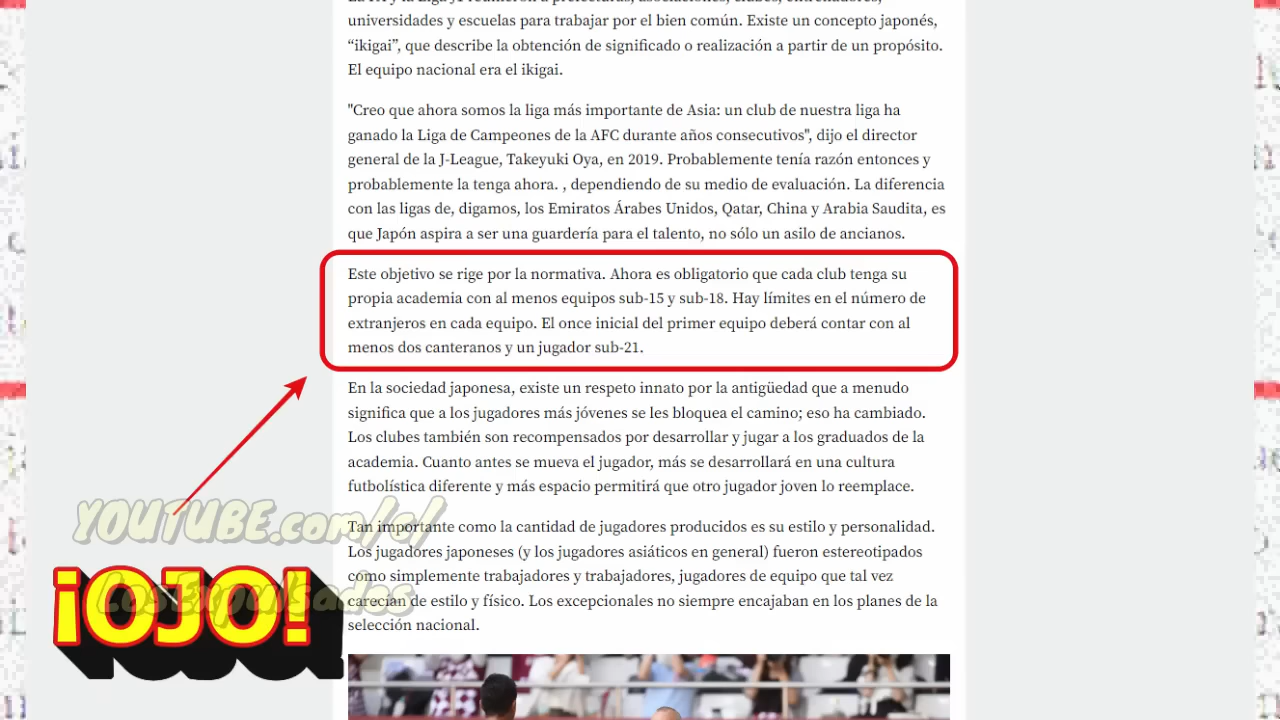 universidades y escuelas para trabajar por el bien común. Existe un concepto japonés,
“ikigai”, que describe la obtención de significado o realización a partir de un propósito.
El equipo nacional era el ikigai.
"Creo que ahora somos la liga más importante de Asia: un club de nuestra liga ha
ganado la Liga de Campeones de la AFC durante años consecutivos", dijo el director
general de la J-League, Takeyuki Oya, en 2019. Probablemente tenía razón entonces y
probablemente la tenga ahora. , dependiendo de su medio de evaluación. La diferencia
con las ligas de, digamos, los Emiratos Árabes Unidos, Qatar, China y Arabia Saudita, es
que Japón aspira a ser una guardería para el talento, no sólo un asilo de ancianos.
Este objetivo se rige por la normativa. Ahora es obligatorio que cada club tenga su
propia academia con al menos equipos sub-15 y sub-18. Hay límites en el número de
extranjeros en cada equipo. El once inicial del primer equipo deberá contar con al
menos dos canteranos y un jugador sub-21.
En la sociedad japonesa, existe un respeto innato por la antigüedad que a menudo
significa que a los jugadores más jóvenes se les bloquea el camino; eso ha cambiado.
Los clubes también son recompensados por desarrollar y jugar a los graduados de la
academia. Cuanto antes se mueva el jugador, más se desarrollará en una cultura
futbolística diferente y más espacio permitirá que otro jugador joven lo reemplace.
Tan importante como la cantidad de jugadores producidos es su estilo y personalidad.
Los jugadores japoneses (y los jugadores asiáticos en general) fueron estereotipados
como simplemente trabajadores y trabajadores, jugadores de equipo que tal vez
carecían de estilo y físico. Los excepcionales no siempre encajaban en los planes de la
selección nacional.
YOUTUBE.com/c/
LosExpulsados
¡OJO!